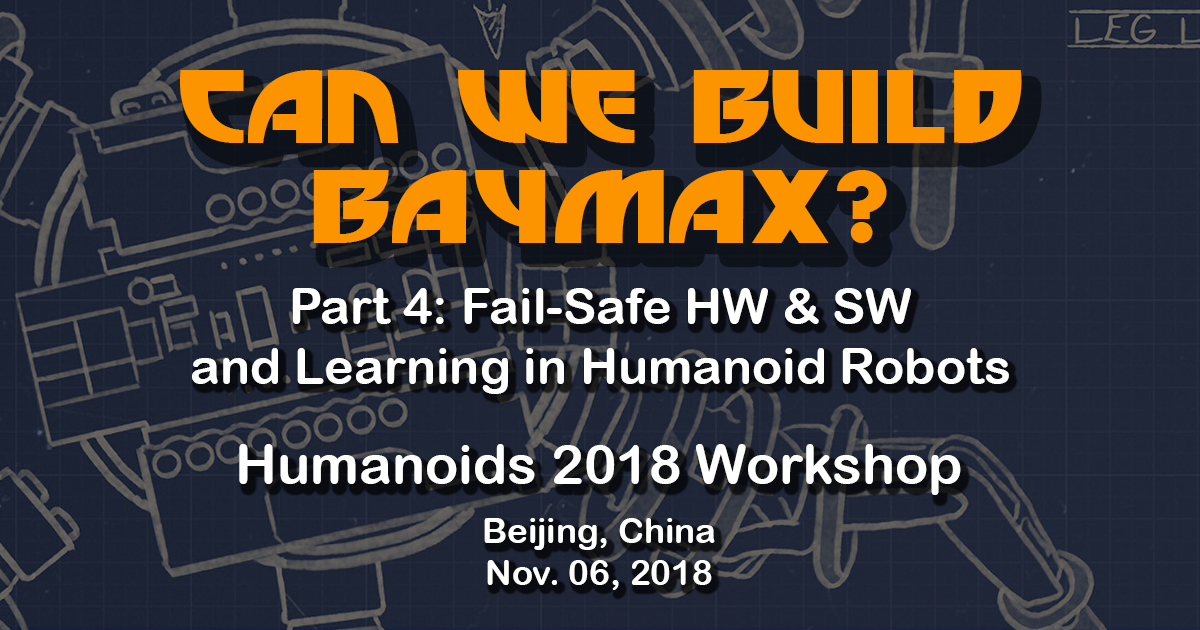 LEG L
CAN WE BUILD
BAYMAX?
Part 4: Fail-Safe HW & SW
and Learning in Humanoid Robots
Humanoids 2018 Workshop
Beijing, China
Nov. 06, 2018